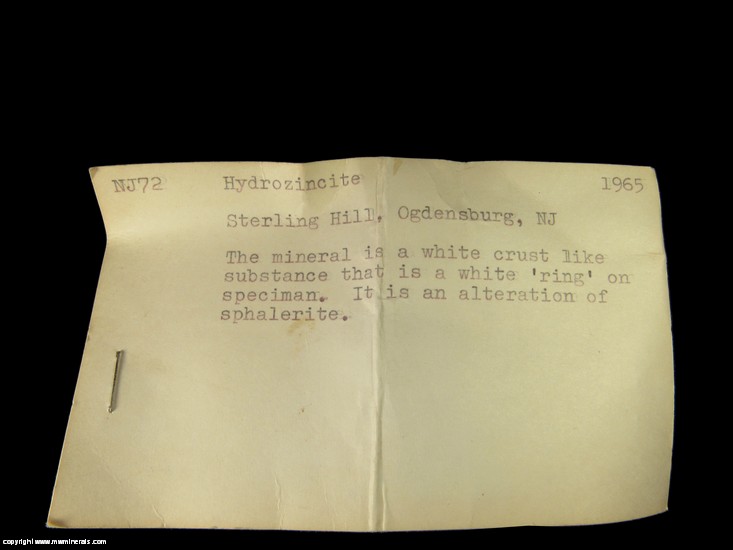 NJ72 Hydrozincite 1965
Sterling Hill, Ogdensburg, NJ
The mineral is a white crust like
substance that is a white 'ring' on
speciman. It is an alteration of
sphalerite.
copyright www.mwminerals.com